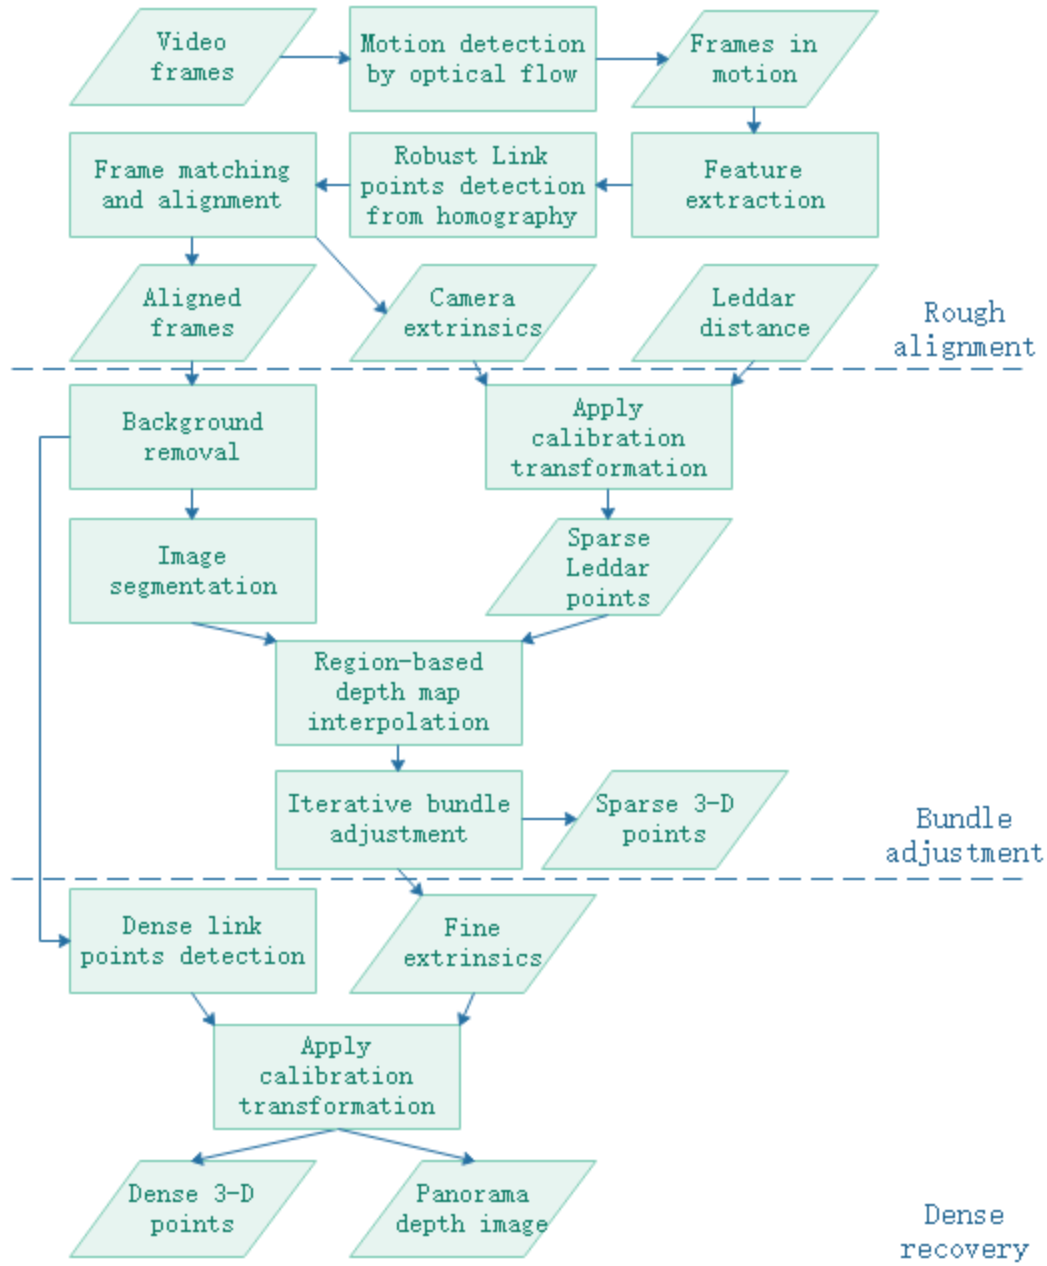 Video
frames
Motion detection
by optical flow
Frames in
motion
Frame matching
and alignment
Robust Link
points detection
from homography
Feature
extraction
Aligned
frames
Camera
extrinsics
Leddar
distance
Rough
alignment
Background
removal
Apply
calibration
transformation
Image
segmentation
Sparse
Leddar
points
Region-based
depth map
interpolation
Iterative bundle
adjustment
Sparse 3-D
points
Bundle
adjustment
Dense link
points detection
Fine
extrinsics
Apply
calibration
transformation
Dense 3-D
points
Panorama
depth image
Dense
recovery